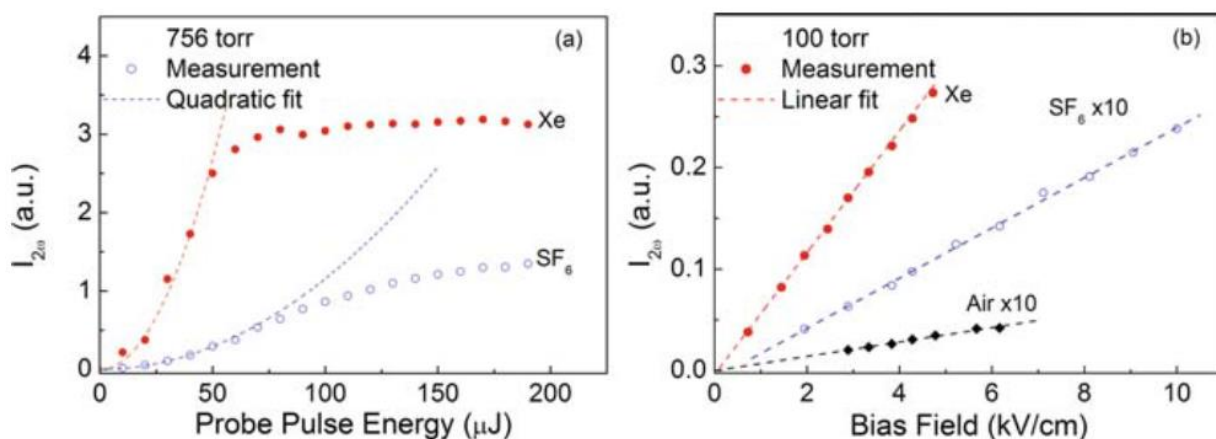 756 torr
(a)
Measurement
Quadratic fit
Xe
SF₆
4
3
2
1
0
I₂ω (a.u.)
0 50 100 150 200
Probe Pulse Energy (μJ)
100 torr
(b)
Measurement
Linear fit
Xe
SF₆ x10
Air x10
0.3
0.2
0.1
0.0
I₂ω (a.u.)
0 2 4 6 8 10
Bias Field (kV/cm)